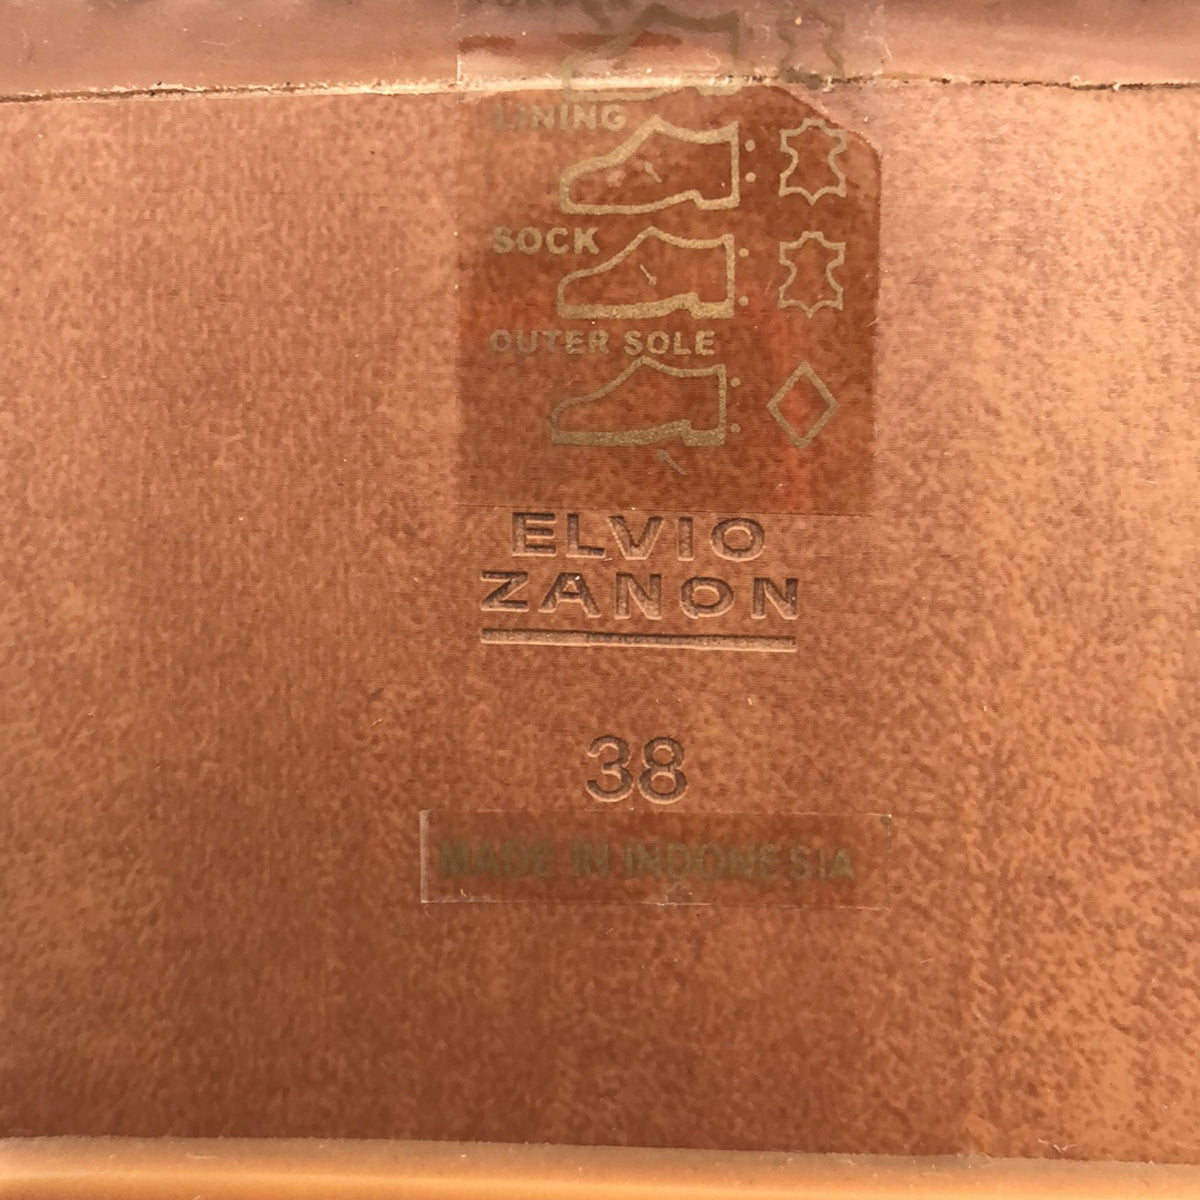 LINING
SOCK
OUTER SOLE
ELVIO
ZANON
38
MADE IN INDONESIA